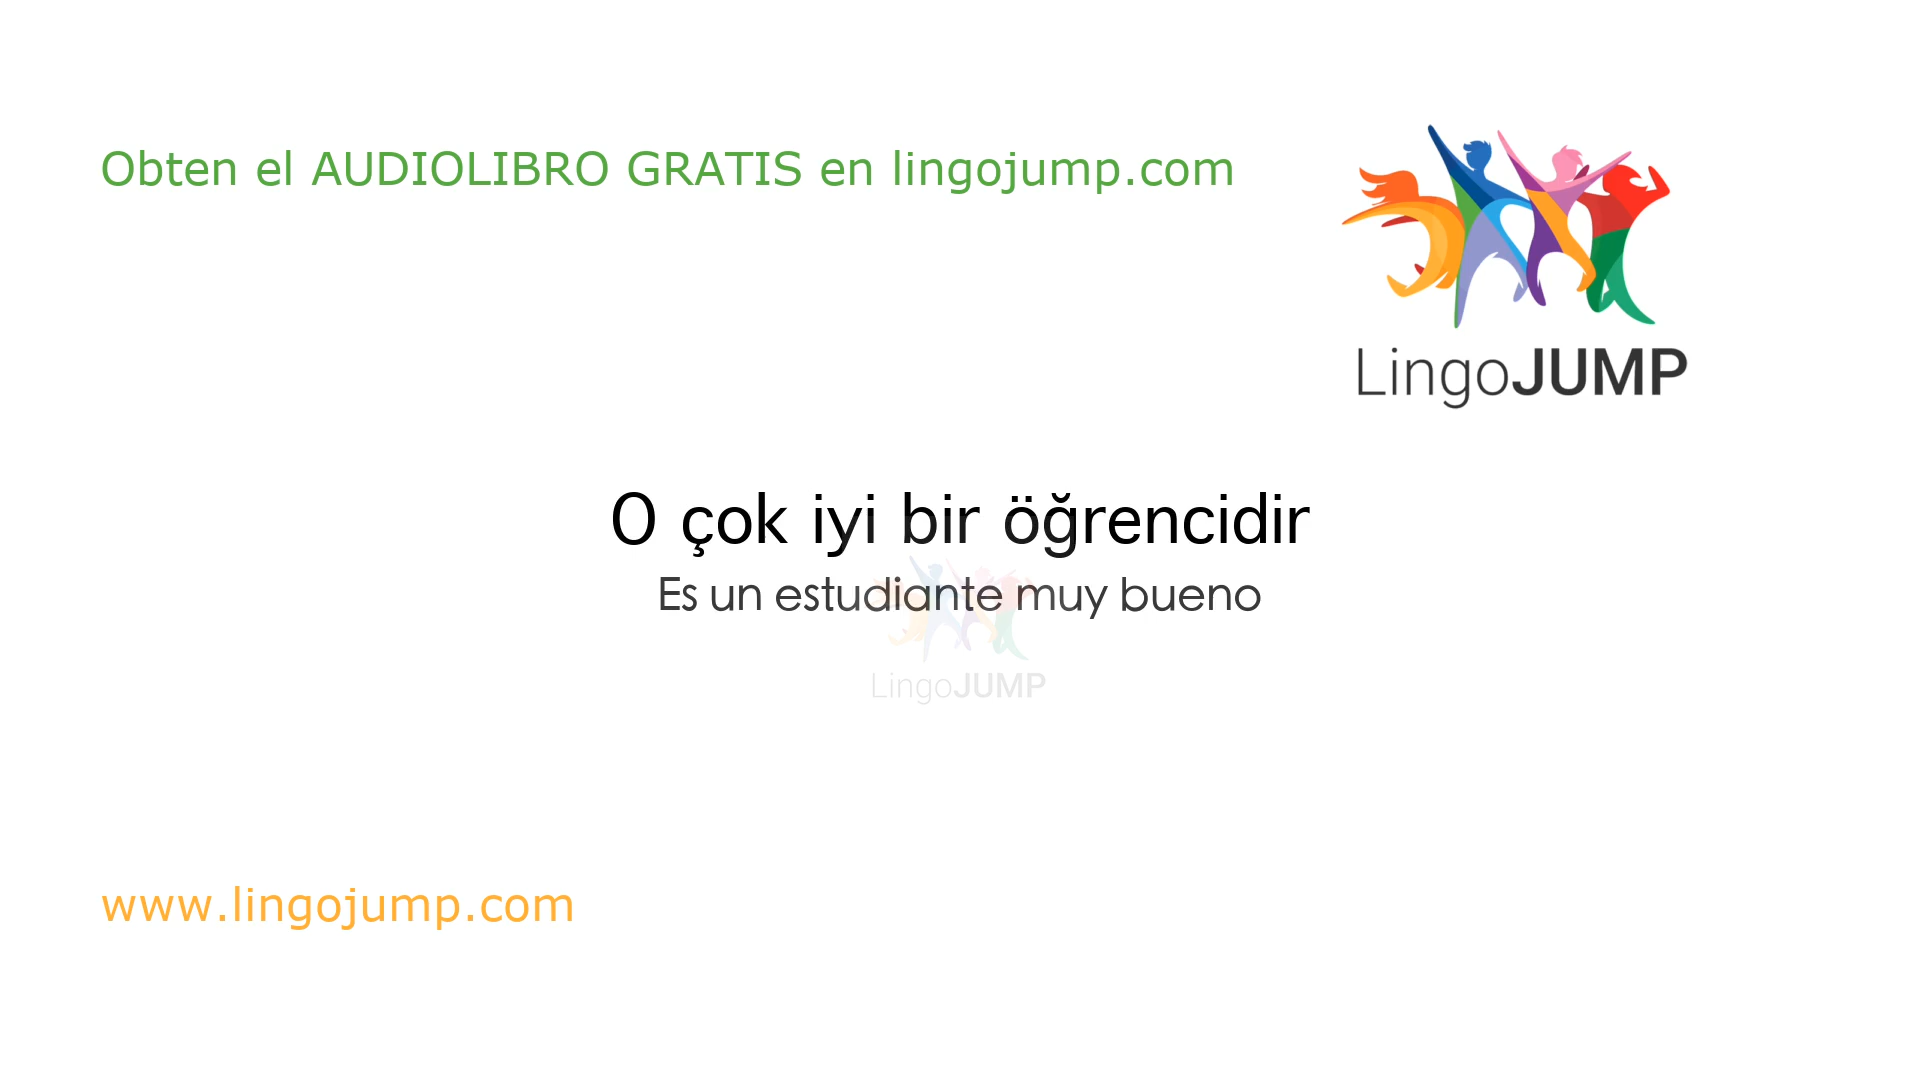 Obten el AUDIOLIBRO GRATIS en lingojump.com
LingoJUMP
O çok iyi bir öğrencidir
Es un estudiante muy bueno
LingoJUMP
www.lingojump.com